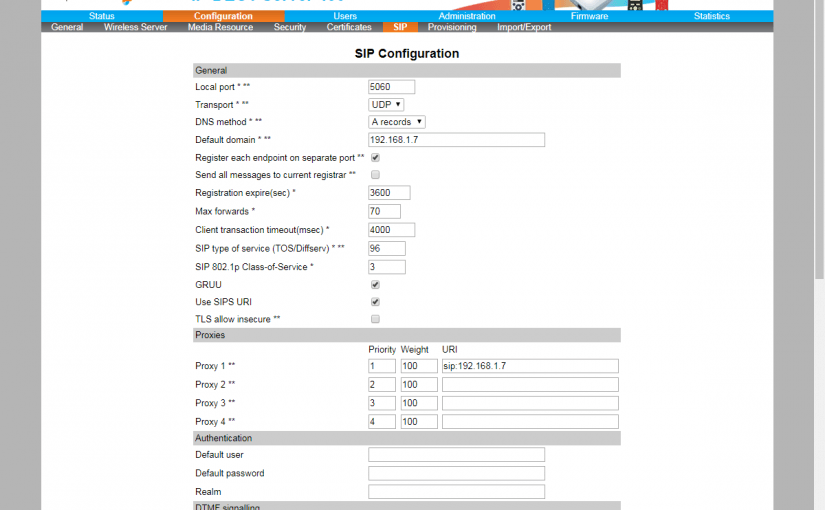 Status Configuration Users Administration Firmware Statistics
General Wireless Server Media Resource Security Certificates SIP Provisioning Import/Export
SIP Configuration
General
Local port * ** 5060
Transport * ** UDP
DNS method * ** A records
Default domain * ** 192.168.1.7
Register each endpoint on separate port **
Send all messages to current registrar **
Registration expire(sec) * 3600
Max forwards * 70
Client transaction timeout(msec) * 4000
SIP type of service (TOS/Diffserv) * ** 96
SIP 802.1p Class-of-Service * 3
GRUU
Use SIPS URI
TLS allow insecure **
Proxies
Priority Weight URI
Proxy 1 ** 1 100 sip:192.168.1.7
Proxy 2 ** 2 100
Proxy 3 ** 3 100
Proxy 4 ** 4 100
Authentication
Default user
Default password
Realm
DTMF signalling